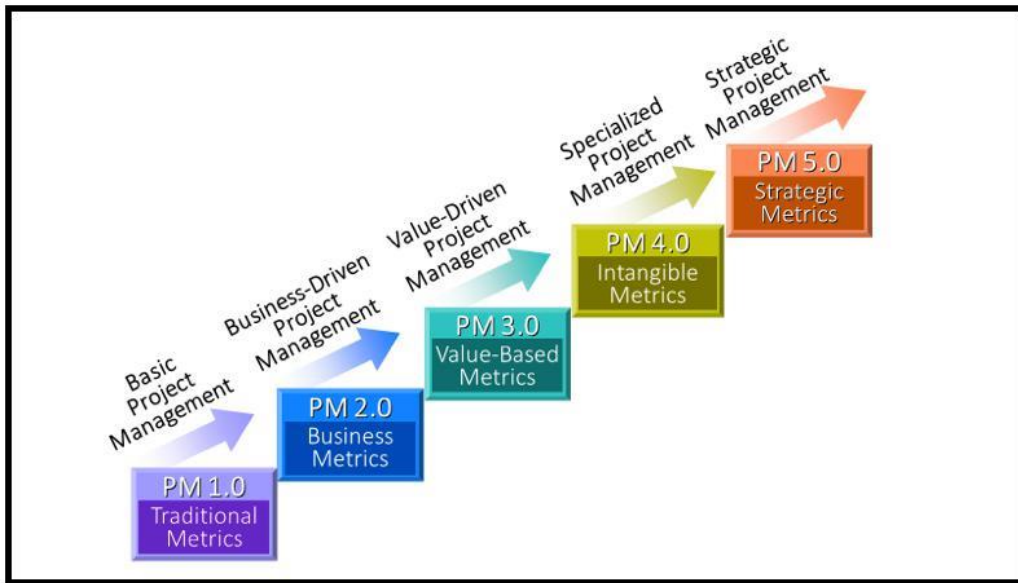 Basic
Project
Management
PM 1.0
Traditional
Metrics
Business-Driven
Project
Management
PM 2.0
Business
Metrics
Value-Driven
Project
Management
PM 3.0
Value-Based
Metrics
Specialized
Project
Management
PM 4.0
Intangible
Metrics
Strategic
Project
Management
PM 5.0
Strategic
Metrics